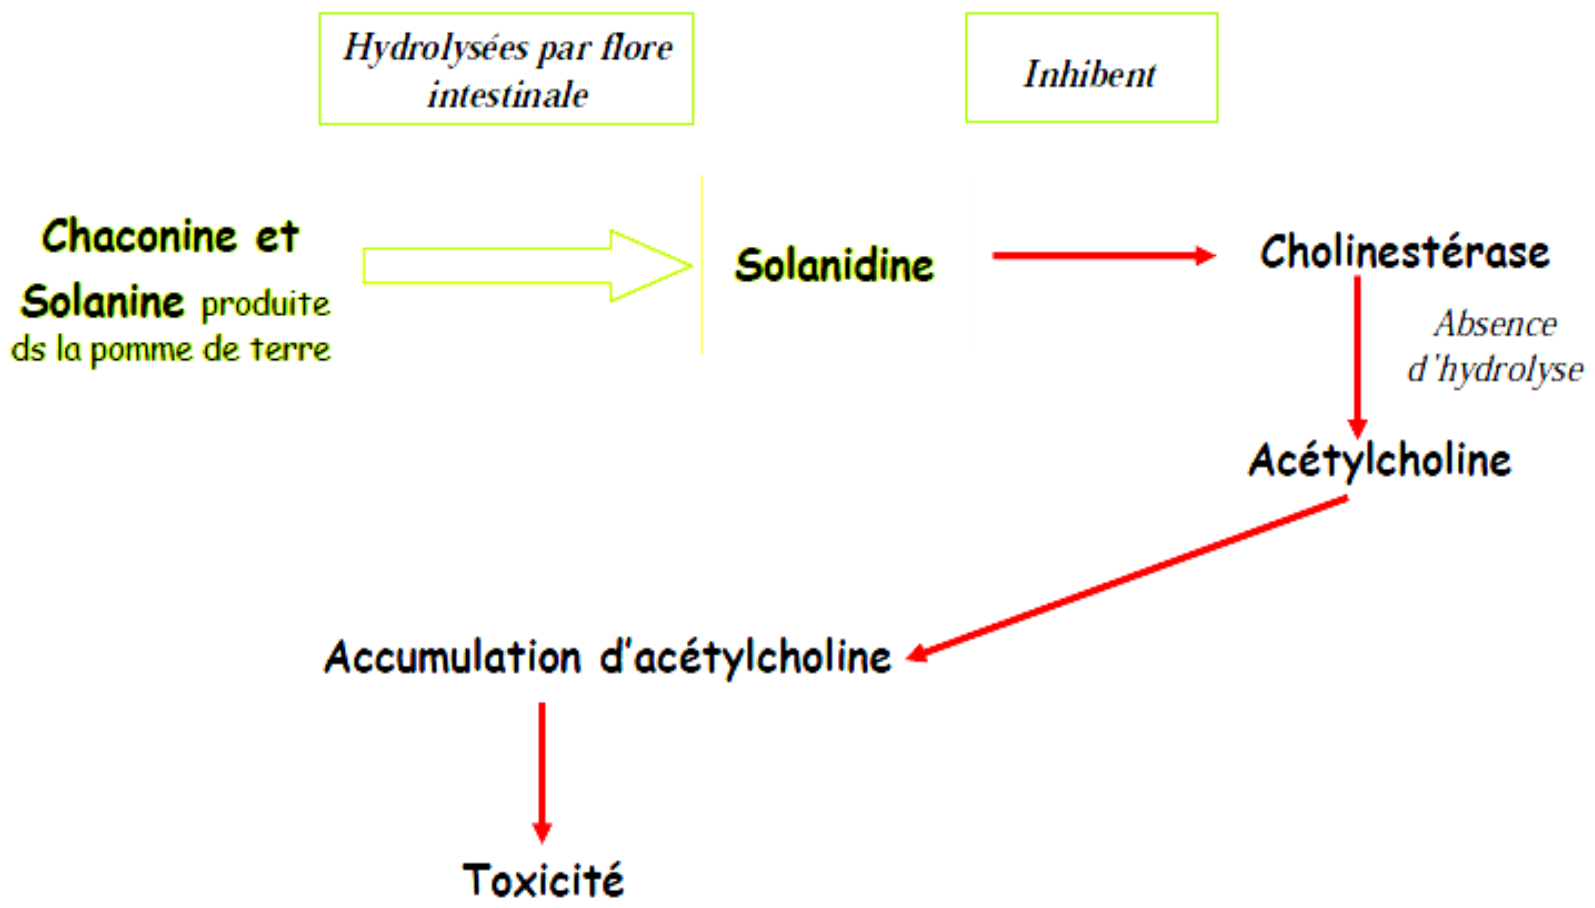 Hydrolysées par flore
intestinale
Inhibent
Chaconine et
Solanine produite
ds la pomme de terre
Solanidine
Cholinestérase
Absence
d'hydrolyse
Acétylcholine
Accumulation d'acétylcholine
Toxicité